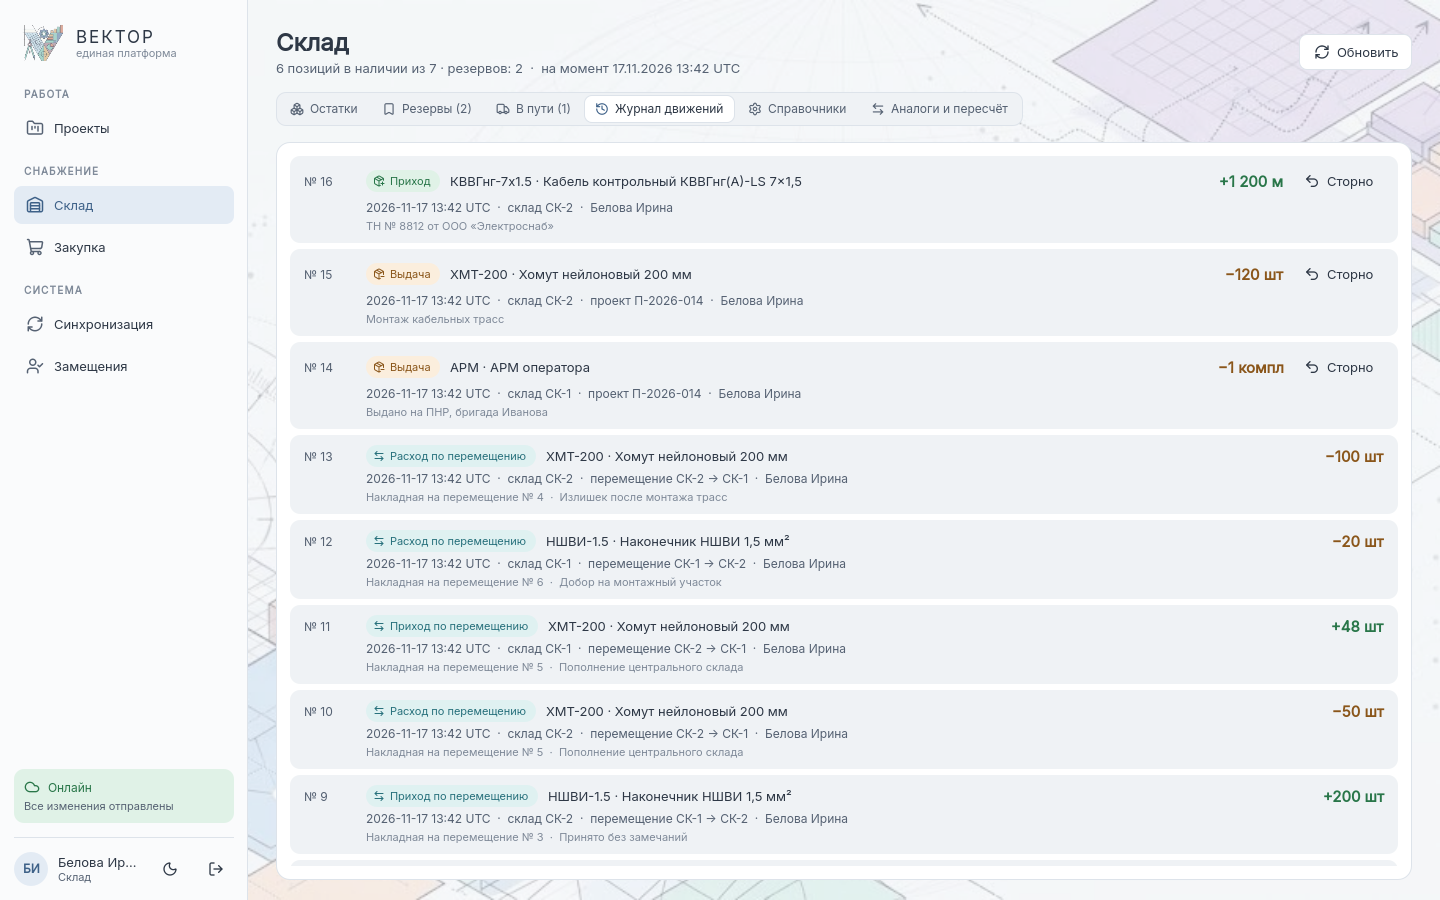 ВЕКТОР
единая платформа
РАБОТА
Проекты
СНАБЖЕНИЕ
Склад
Закупка
СИСТЕМА
Синхронизация
Замещения
Онлайн
Все изменения отправлены
БИ
Белова Ир...
Склад
Склад
6 позиций в наличии из 7 · резервов: 2 · на момент 17.11.2026 13:42 UTC
Обновить
Остатки
Резервы (2)
В пути (1)
Журнал движений
Справочники
Аналоги и пересчёт
№ 16 Приход КВВГнг-7x1.5 · Кабель контрольный КВВГнг(A)-LS 7×1,5 +1 200 м Сторно
2026-11-17 13:42 UTC · склад СК-2 · Белова Ирина
ТН № 8812 от ООО «Электроснаб»
№ 15 Выдача ХМТ-200 · Хомут нейлоновый 200 мм −120 шт Сторно
2026-11-17 13:42 UTC · склад СК-2 · проект П-2026-014 · Белова Ирина
Монтаж кабельных трасс
№ 14 Выдача АРМ · АРМ оператора −1 компл Сторно
2026-11-17 13:42 UTC · склад СК-1 · проект П-2026-014 · Белова Ирина
Выдано на ПНР, бригада Иванова
№ 13 Расход по перемещению ХМТ-200 · Хомут нейлоновый 200 мм −100 шт
2026-11-17 13:42 UTC · склад СК-2 · перемещение СК-2 → СК-1 · Белова Ирина
Накладная на перемещение № 4 · Излишек после монтажа трасс
№ 12 Расход по перемещению НШВИ-1.5 · Наконечник НШВИ 1,5 мм² −20 шт
2026-11-17 13:42 UTC · склад СК-1 · перемещение СК-1 → СК-2 · Белова Ирина
Накладная на перемещение № 6 · Добор на монтажный участок
№ 11 Приход по перемещению ХМТ-200 · Хомут нейлоновый 200 мм +48 шт
2026-11-17 13:42 UTC · склад СК-1 · перемещение СК-2 → СК-1 · Белова Ирина
Накладная на перемещение № 5 · Пополнение центрального склада
№ 10 Расход по перемещению ХМТ-200 · Хомут нейлоновый 200 мм −50 шт
2026-11-17 13:42 UTC · склад СК-2 · перемещение СК-2 → СК-1 · Белова Ирина
Накладная на перемещение № 5 · Пополнение центрального склада
№ 9 Приход по перемещению НШВИ-1.5 · Наконечник НШВИ 1,5 мм² +200 шт
2026-11-17 13:42 UTC · склад СК-2 · перемещение СК-1 → СК-2 · Белова Ирина
Накладная на перемещение № 3 · Принято без замечаний